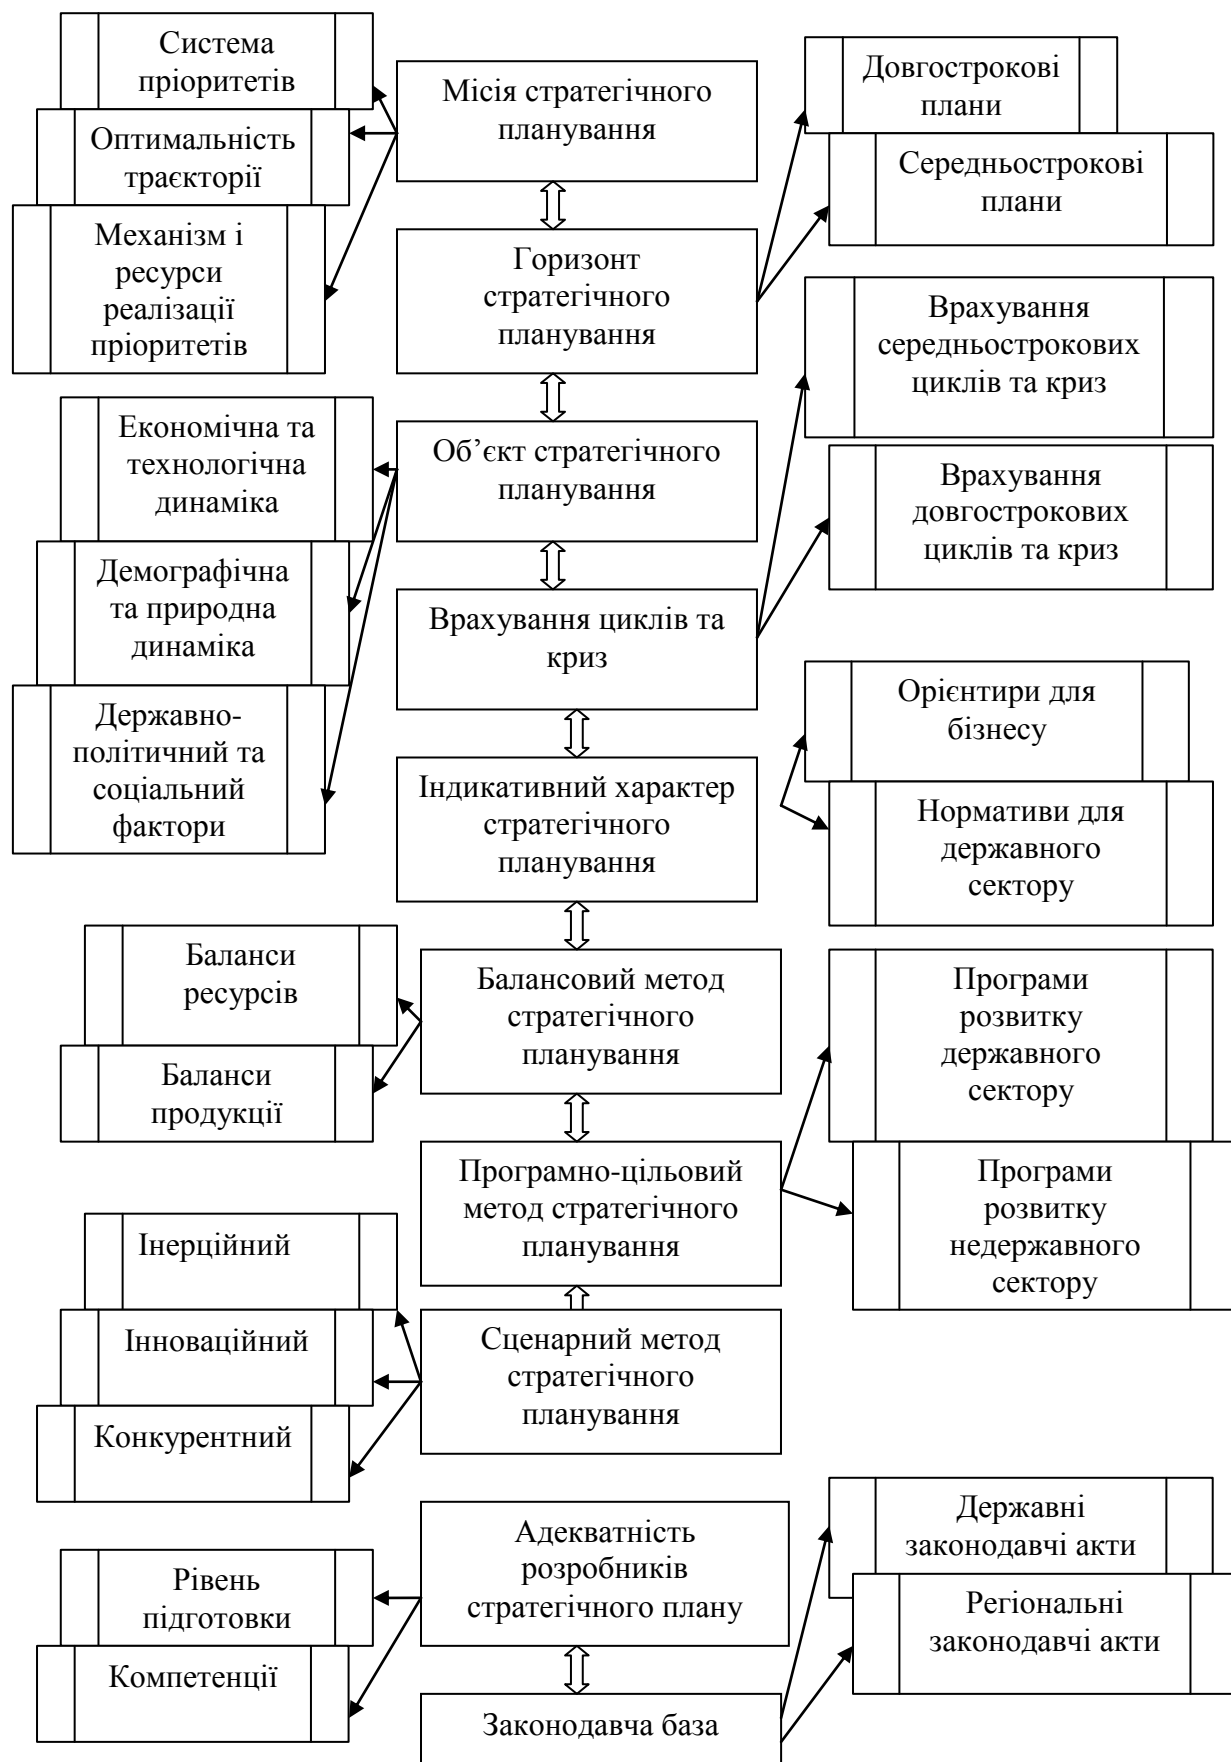 Система
пріоритетів
Оптимальність
траєкторії
Механізм і
ресурси
реалізації
пріоритетів
Місія стратегічного
планування
Довгострокові
плани
Середньострокові
плани
Горизонт
стратегічного
планування
Врахування
середньострокових
циклів та криз
Економічна та
технологічна
динаміка
Демографічна
та природна
динаміка
Державно-
політичний та
соціальний
фактори
Об’єкт стратегічного
планування
Врахування
довгострокових
циклів та криз
Врахування циклів та
криз
Орієнтири для
бізнесу
Нормативи для
державного
сектору
Індикативний характер
стратегічного
планування
Баланси
ресурсів
Баланси
продукції
Балансовий метод
стратегічного
планування
Програми
розвитку
державного
сектору
Програми
розвитку
недержавного
сектору
Програмно-цільовий
метод стратегічного
планування
Інерційний
Інноваційний
Конкурентний
Сценарний метод
стратегічного
планування
Адекватність
розробників
стратегічного плану
Державні
законодавчі акти
Регіональні
законодавчі акти
Рівень
підготовки
Компетенції
Законодавча база